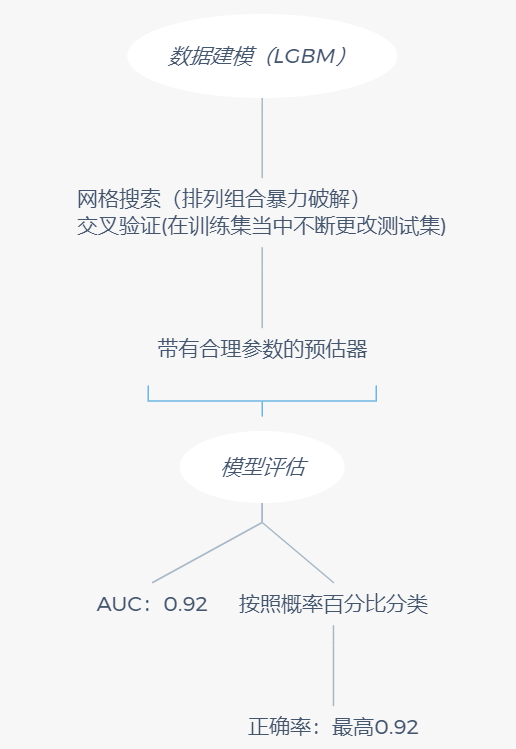 数据建模（LGBM）
网格搜索（排列组合暴力破解）
交叉验证(在训练集当中不断更改测试集)
带有合理参数的预估器
模型评估
AUC：0.92
按照概率百分比分类
正确率：最高0.92